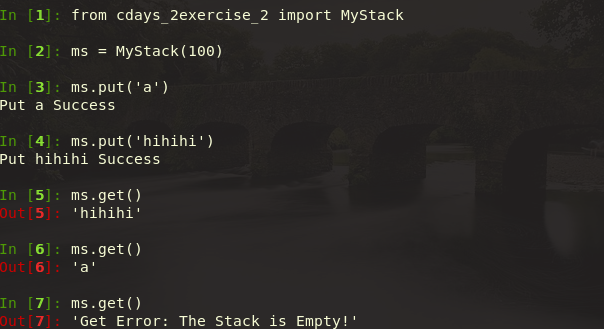 In [1]: from cdays_2exercise_2 import MyStack
In [2]: ms = MyStack(100)
In [3]: ms.put('a')
Put a Success
In [4]: ms.put('hihihi')
Put hihihi Success
In [5]: ms.get()
Out[5]: 'hihihi'
In [6]: ms.get()
Out[6]: 'a'
In [7]: ms.get()
Out[7]: 'Get Error: The Stack is Empty!'